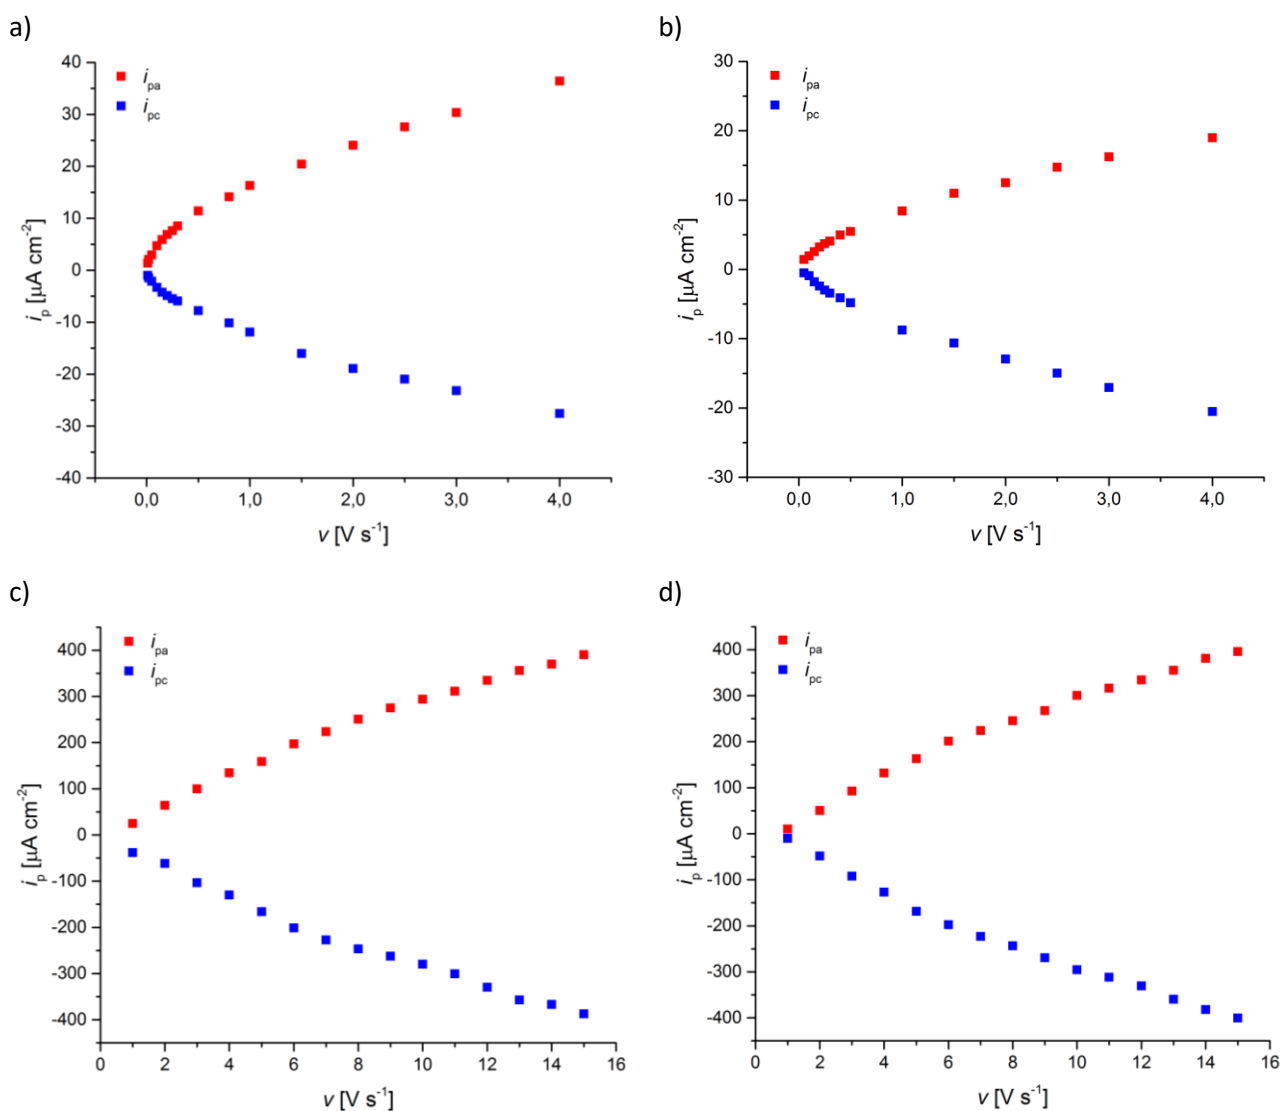 a)
40
30
20
10
0
-10
-20
-30
-40
ipa
ipc
ip [µA cm-2]
0,0 1,0 2,0 3,0 4,0
v [V s-1]
b)
30
20
10
0
-10
-20
-30
ipa
ipc
ip [µA cm-2]
0,0 1,0 2,0 3,0 4,0
v [V s-1]
c)
400
300
200
100
0
-100
-200
-300
-400
ipa
ipc
ip [µA cm-2]
0 2 4 6 8 10 12 14 16
v [V s-1]
d)
400
300
200
100
0
-100
-200
-300
-400
ipa
ipc
ip [µA cm-2]
0 2 4 6 8 10 12 14 16
v [V s-1]